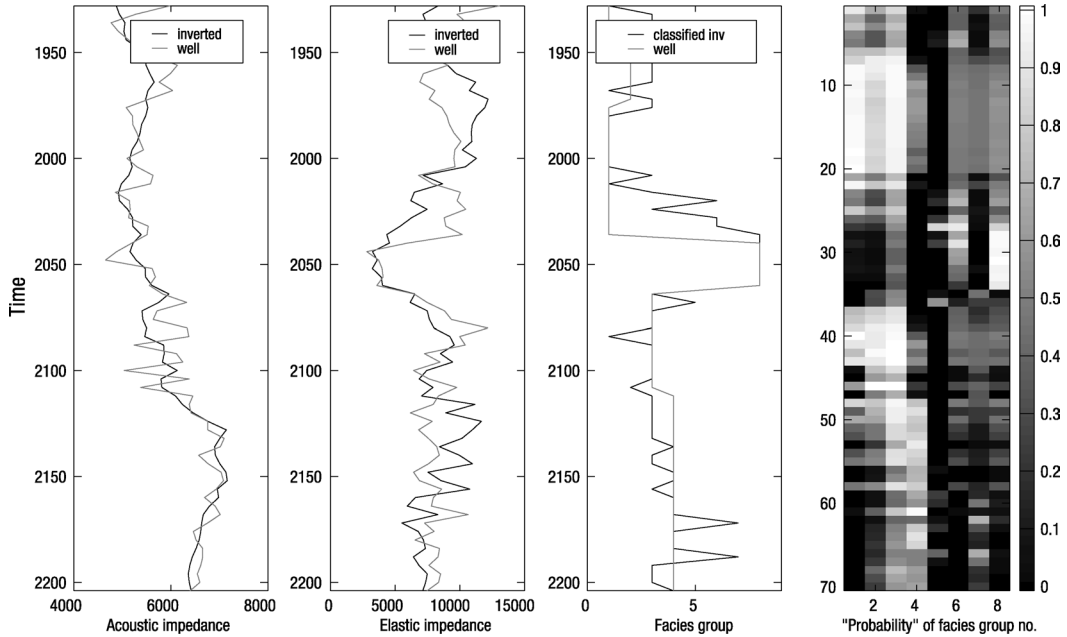 inverted
well
inverted
well
classified inv
well
Time
1950
2000
2050
2100
2150
2200
4000 6000 8000
Acoustic impedance
1950
2000
2050
2100
2150
2200
0 5000 10000 15000
Elastic impedance
1950
2000
2050
2100
2150
2200
0 5
Facies group
10
20
30
40
50
60
70
2 4 6 8
"Probability" of facies group no.
1
0.9
0.8
0.7
0.6
0.5
0.4
0.3
0.2
0.1
0